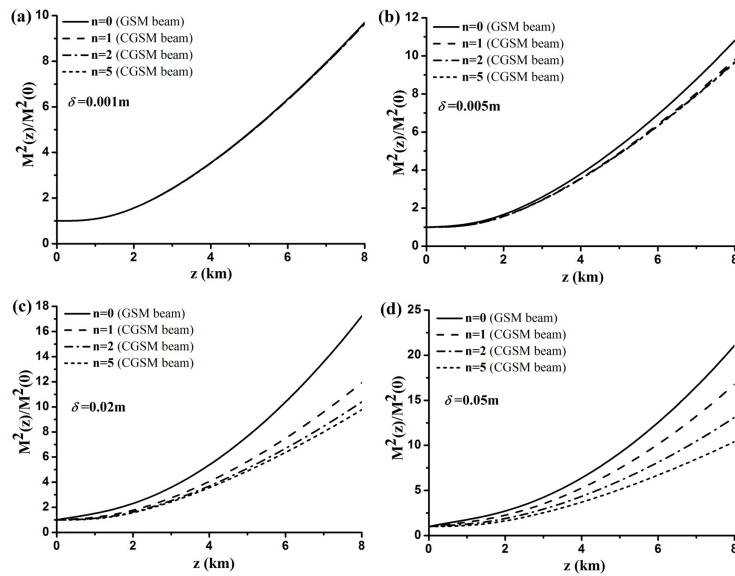 (a)
n=0 (GSM beam)
n=1 (CGSM beam)
n=2 (CGSM beam)
n=5 (CGSM beam)
δ=0.001m
M²(z)/M²(0)
10
8
6
4
2
0
0 2 4 6 8
z (km)
(b)
n=0 (GSM beam)
n=1 (CGSM beam)
n=2 (CGSM beam)
n=5 (CGSM beam)
δ=0.005m
M²(z)/M²(0)
12
10
8
6
4
2
0
0 2 4 6 8
z (km)
(c)
n=0 (GSM beam)
n=1 (CGSM beam)
n=2 (CGSM beam)
n=5 (CGSM beam)
δ=0.02m
M²(z)/M²(0)
18
16
14
12
10
8
6
4
2
0
0 2 4 6 8
z (km)
(d)
n=0 (GSM beam)
n=1 (CGSM beam)
n=2 (CGSM beam)
n=5 (CGSM beam)
δ=0.05m
M²(z)/M²(0)
25
20
15
10
5
0
0 2 4 6 8
z (km)